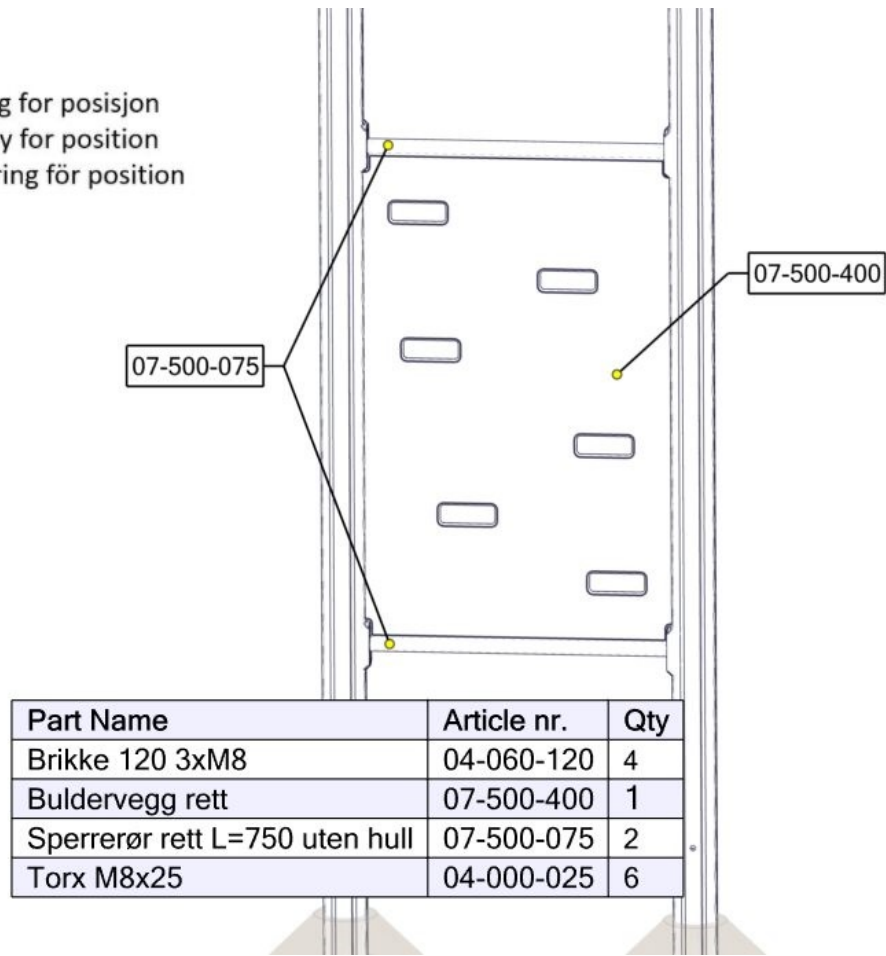 g for posisjon
y for position
ring för position
07-500-400
07-500-075
Part Name Article nr. Qty
Brikke 120 3xM8 04-060-120 4
Buldervegg rett 07-500-400 1
Sperrerør rett L=750 uten hull 07-500-075 2
Torx M8x25 04-000-025 6